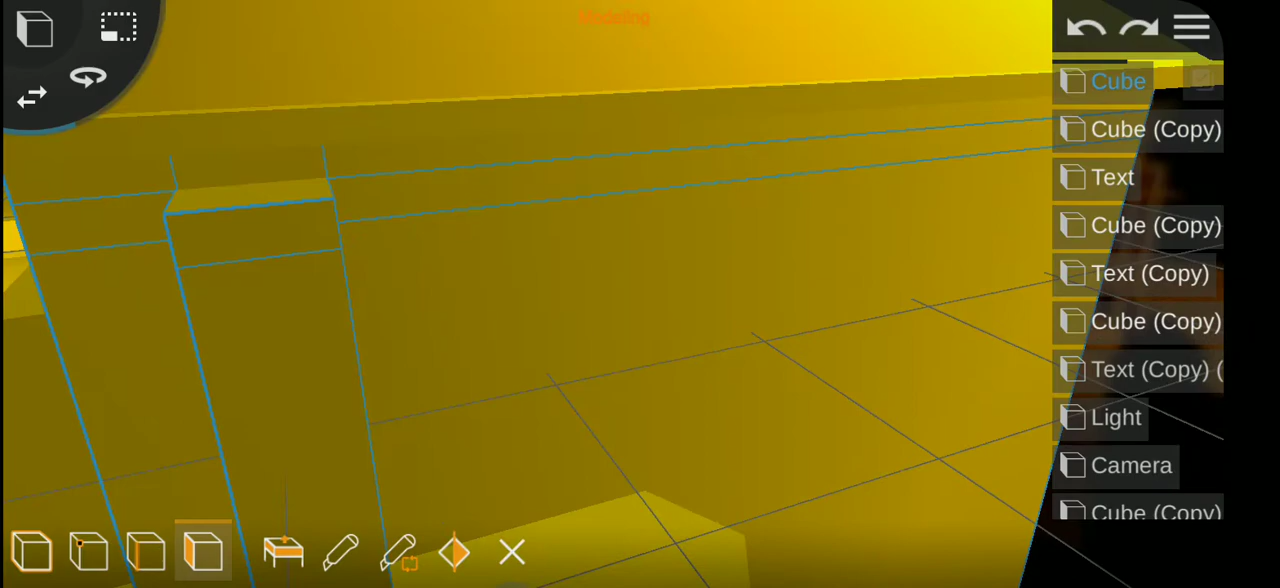 Modeling
Cube
Cube (Copy)
Text
Cube (Copy)
Text (Copy)
Cube (Copy)
Text (Copy) (
Light
Camera
Cube (Copy)